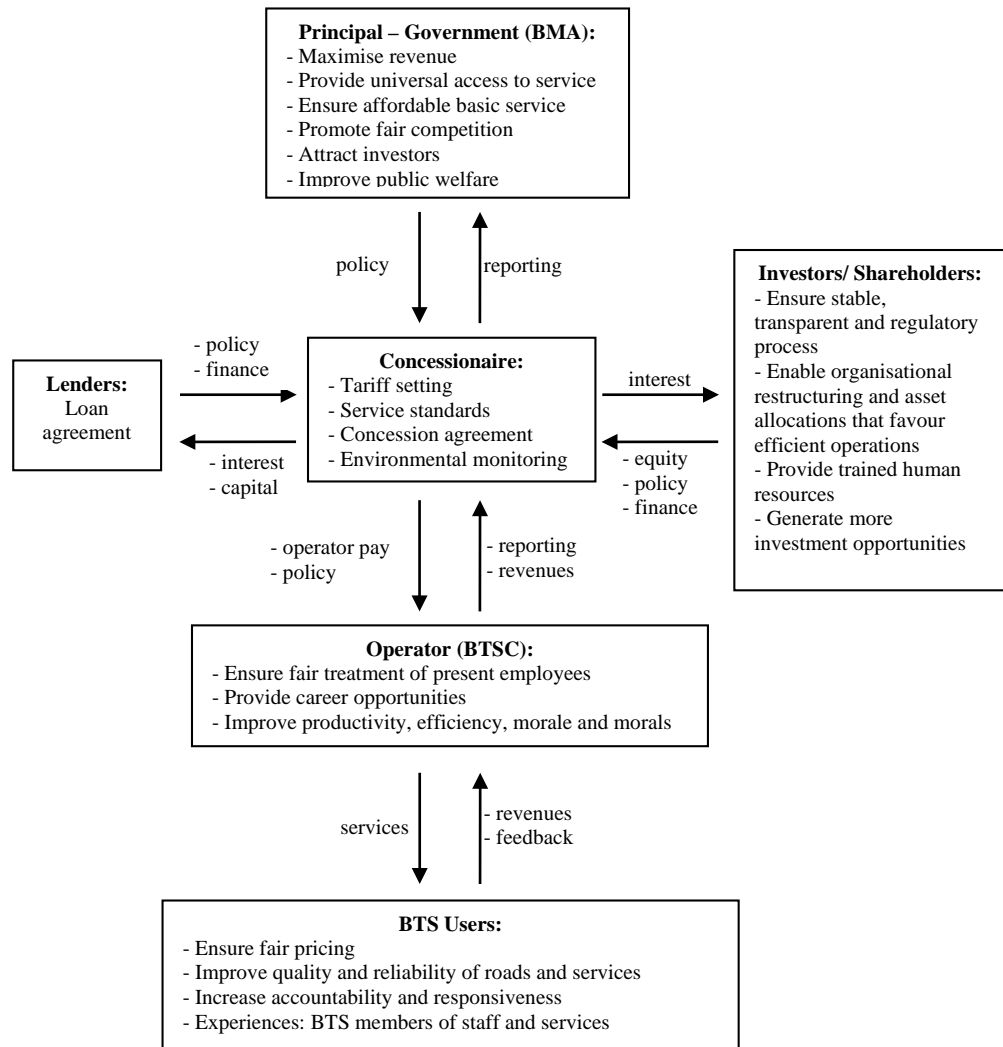 Principal – Government (BMA):
- Maximise revenue
- Provide universal access to service
- Ensure affordable basic service
- Promote fair competition
- Attract investors
- Improve public welfare
policy
reporting
Investors/ Shareholders:
- Ensure stable,
transparent and regulatory
process
- Enable organisational
restructuring and asset
allocations that favour
efficient operations
- Provide trained human
resources
- Generate more
investment opportunities
Lenders:
Loan
agreement
- policy
- finance
- interest
- capital
Concessionaire:
- Tariff setting
- Service standards
- Concession agreement
- Environmental monitoring
interest
- equity
- policy
- finance
- operator pay
- policy
- reporting
- revenues
Operator (BTSC):
- Ensure fair treatment of present employees
- Provide career opportunities
- Improve productivity, efficiency, morale and morals
services
- revenues
- feedback
BTS Users:
- Ensure fair pricing
- Improve quality and reliability of roads and services
- Increase accountability and responsiveness
- Experiences: BTS members of staff and services